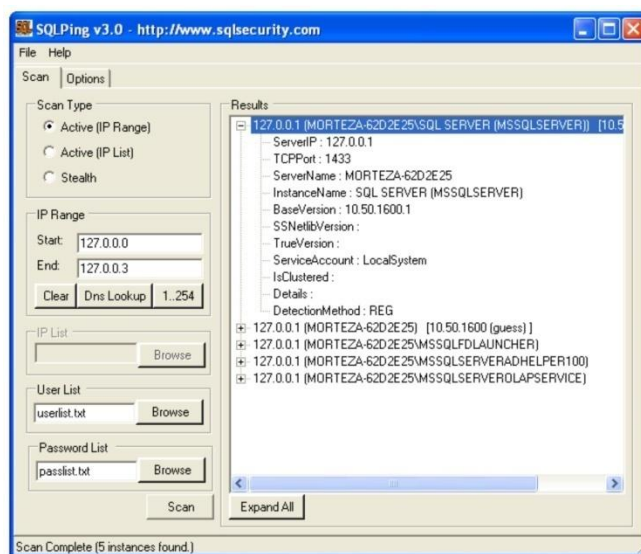 SQLPing v3.0 - http://www.sqlsecurity.com
File Help
Scan Options
Scan Type
Active (IP Range)
Active (IP List)
Stealth
IP Range
Start: 127.0.0.0
End: 127.0.0.3
Clear Dns Lookup 1..254
IP List
Browse
User List
userlist.txt Browse
Password List
passlist.txt Browse
Scan
Results
127.0.0.1 (MORTEZA-62D2E25\SQL SERVER (MSSQLSERVER)) [10.5
ServerIP : 127.0.0.1
TCPPort : 1433
ServerName : MORTEZA-62D2E25
InstanceName : SQL SERVER (MSSQLSERVER)
BaseVersion : 10.50.1600.1
SSNetlibVersion :
TrueVersion :
ServiceAccount : LocalSystem
IsClustered :
Details :
DetectionMethod : REG
127.0.0.1 (MORTEZA-62D2E25) [10.50.1600 (guess) ]
127.0.0.1 (MORTEZA-62D2E25\MSSQLFDLAUNCHER)
127.0.0.1 (MORTEZA-62D2E25\MSSQLSERVERADHELPER100)
127.0.0.1 (MORTEZA-62D2E25\MSSQLSERVEROLAPSERVICE)
Expand All
Scan Complete (5 instances found.)